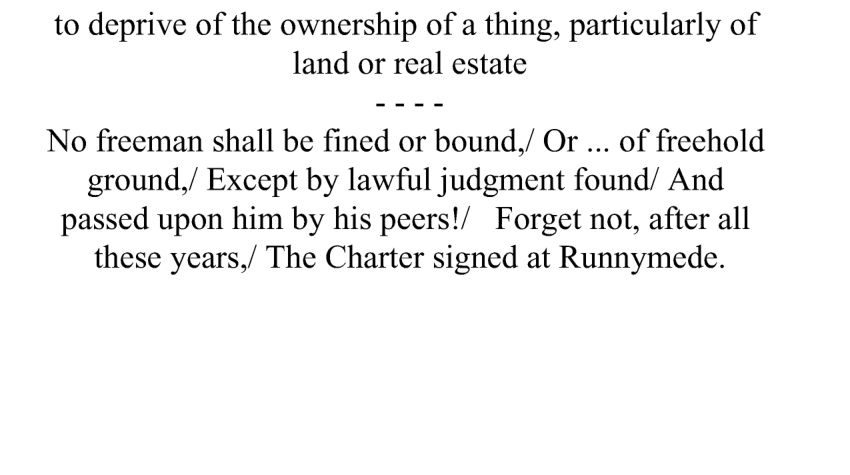 to deprive of the ownership of a thing, particularly of
land or real estate
- - - -
No freeman shall be fined or bound,/ Or ... of freehold
ground,/ Except by lawful judgment found/ And
passed upon him by his peers!/   Forget not, after all
these years,/ The Charter signed at Runnymede.